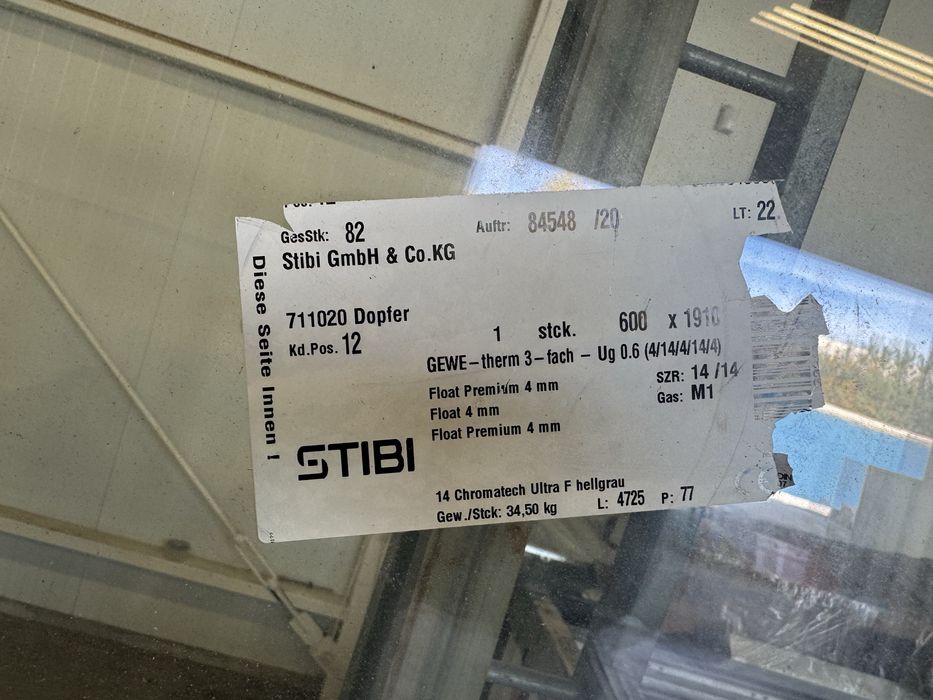 GesStk: 82 Auftr: 84548 /20 LT: 22
Stibi GmbH & Co.KG
Diese Seite Innen !
711020 Dopfer
1 stck. 600 x 1910
Kd.Pos. 12
GEWE-therm 3-fach - Ug 0.6 (4/14/4/14/4)
Float Premium 4 mm SZR: 14 /14
Float 4 mm Gas: M1
Float Premium 4 mm
STIBI
14 Chromatech Ultra F hellgrau
Gew./Stck: 34,50 kg L: 4725 P: 77